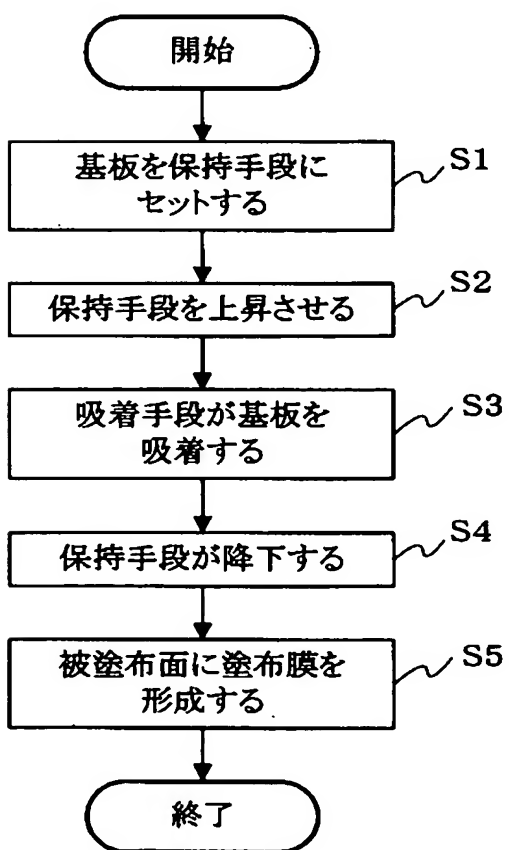 開始
基板を保持手段に
セットする
S1
保持手段を上昇させる
S2
吸着手段が基板を
吸着する
S3
保持手段が降下する
S4
被塗布面に塗布膜を
形成する
S5
終了